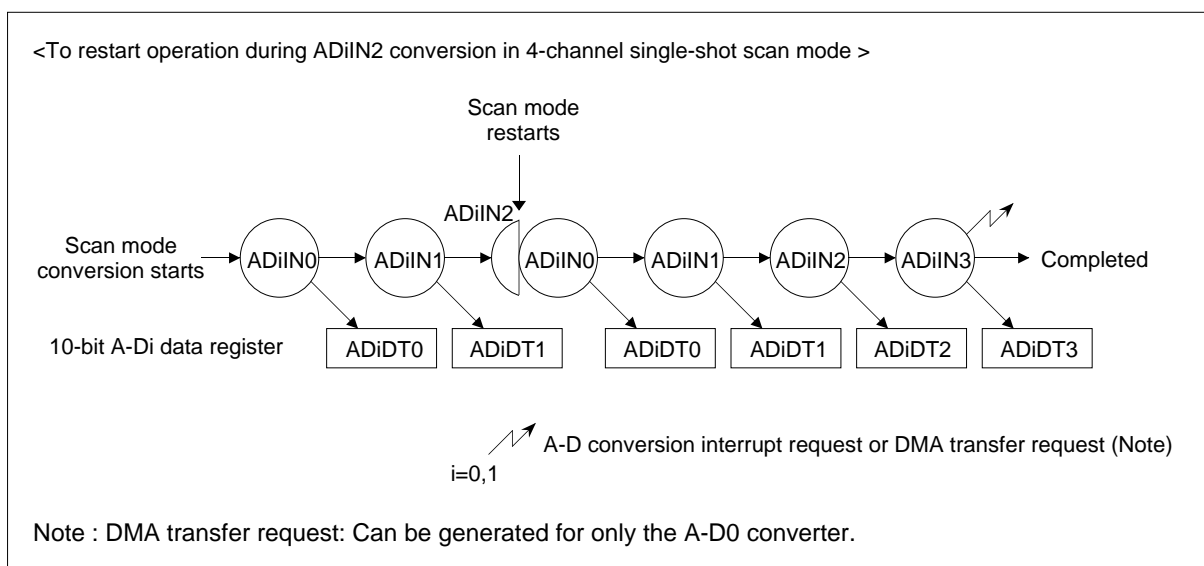 <To restart operation during ADiIN2 conversion in 4-channel single-shot scan mode >
Scan mode
restarts
ADiIN2
Scan mode
conversion starts
ADiIN0
ADiIN1
ADiIN0
ADiIN1
ADiIN2
ADiIN3
Completed
10-bit A-Di data register
ADiDT0
ADiDT1
ADiDT0
ADiDT1
ADiDT2
ADiDT3
A-D conversion interrupt request or DMA transfer request (Note)
i=0,1
Note : DMA transfer request: Can be generated for only the A-D0 converter.